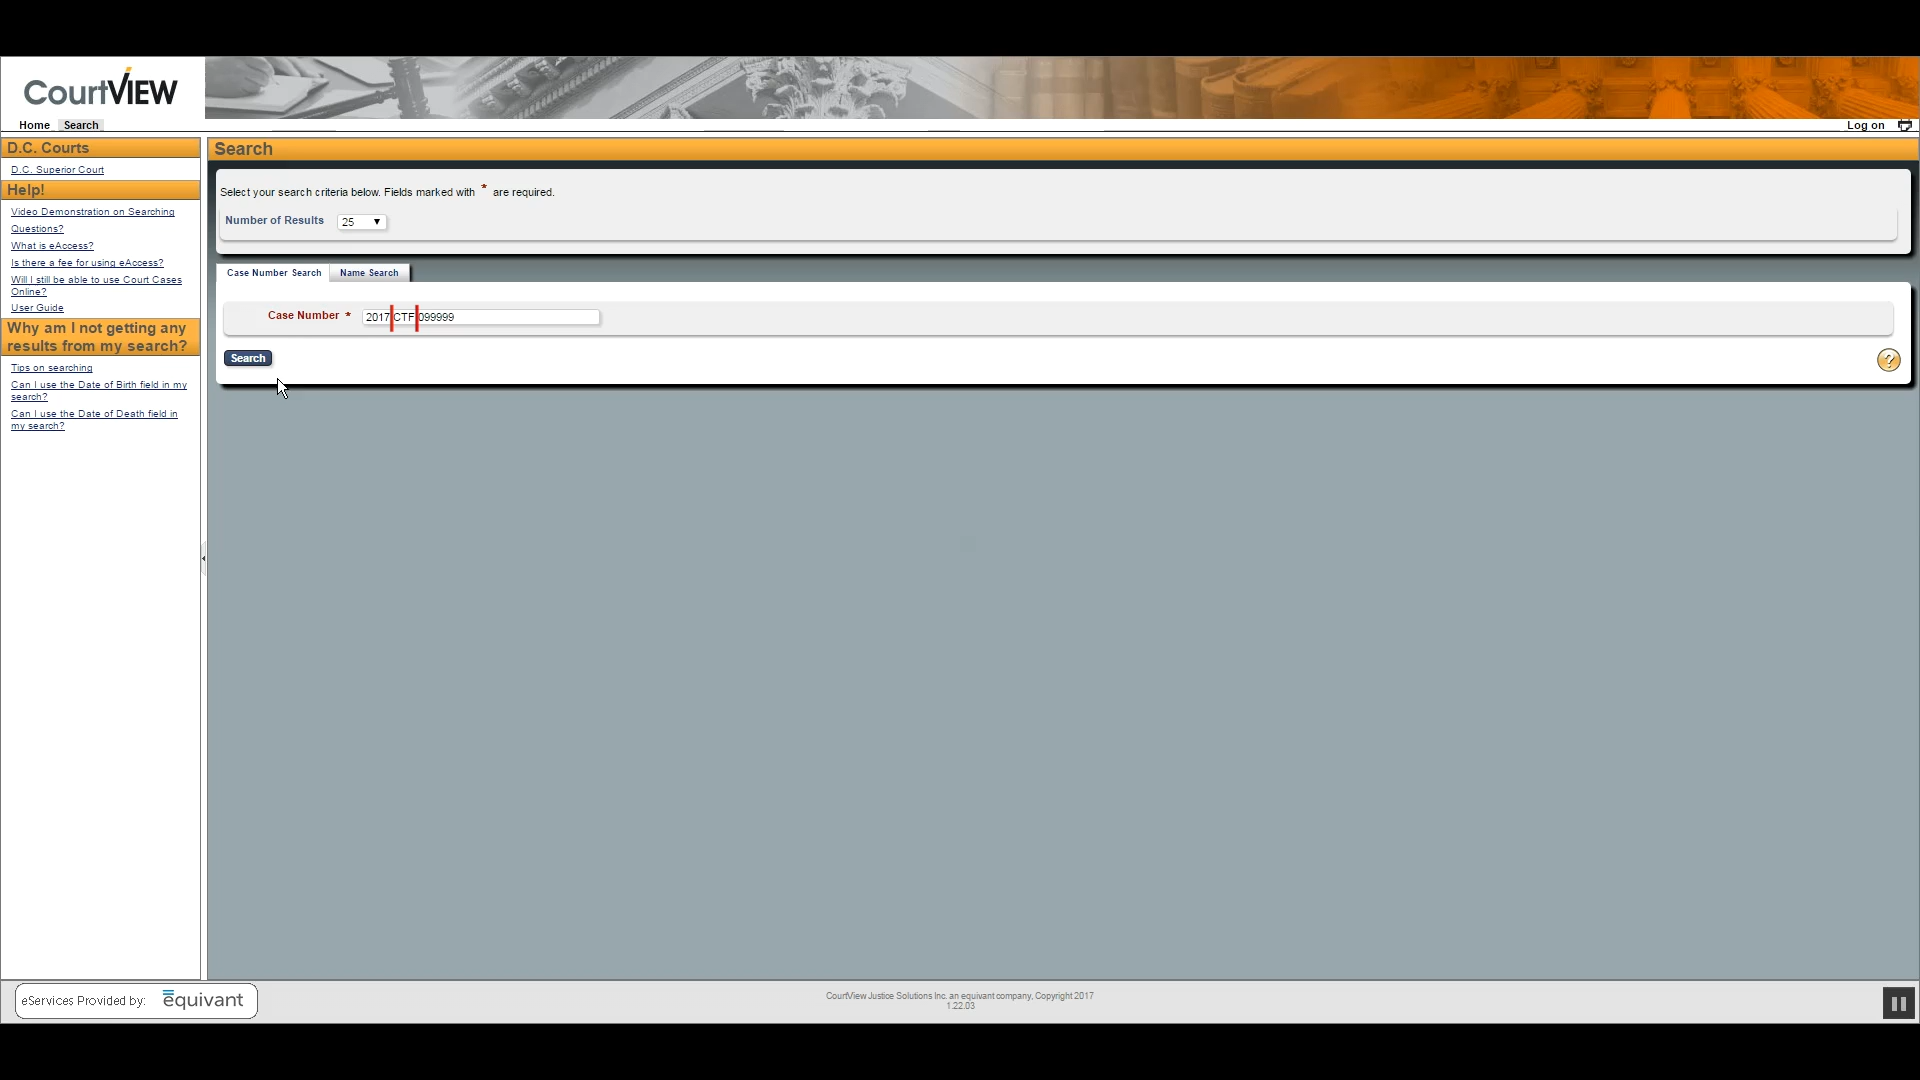 CourtVIEW
Home Search
Log on
D.C. Courts
D.C. Superior Court
Help!
Video Demonstration on Searching
Questions?
What is eAccess?
Is there a fee for using eAccess?
Will I still be able to use Court Cases
Online?
User Guide
Why am I not getting any
results from my search?
Tips on searching
Can I use the Date of Birth field in my
search?
Can I use the Date of Death field in
my search?
Search
Select your search criteria below. Fields marked with * are required.
Number of Results 25
Case Number Search Name Search
Case Number * 2017 CTF 099999
Search
?
eServices Provided by: equivant
CourtView Justice Solutions Inc. an equivant company, Copyright 2017
1.22.03